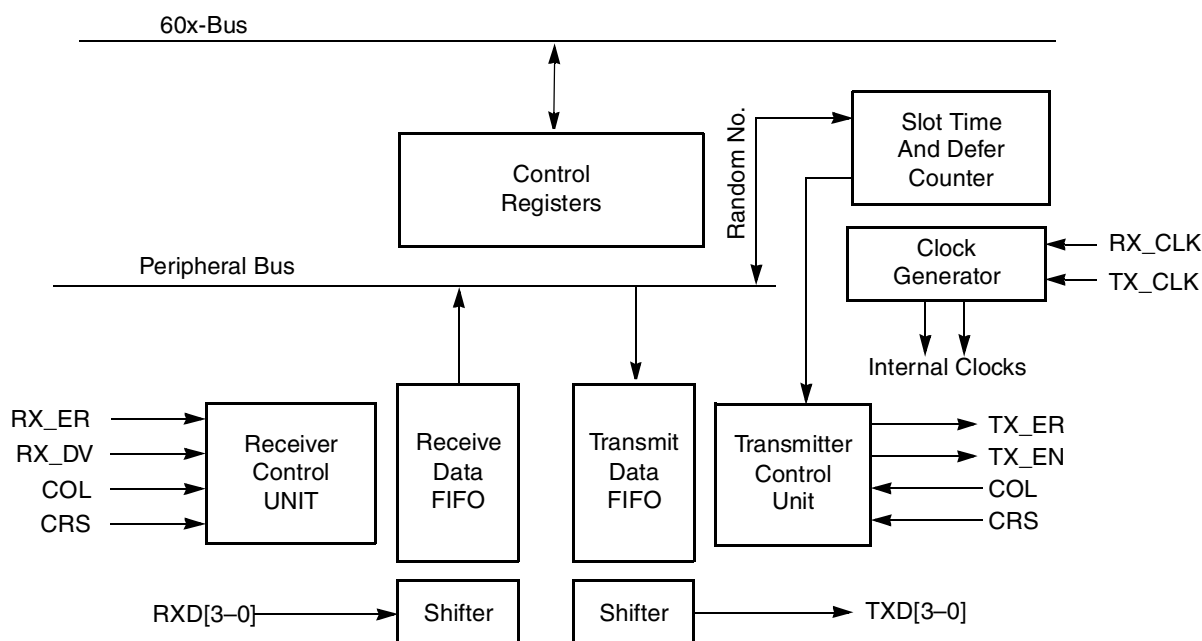 60x-Bus
Control
Registers
Random No.
Slot Time
And Defer
Counter
Clock
Generator
RX_CLK
TX_CLK
Internal Clocks
Peripheral Bus
RX_ER
RX_DV
COL
CRS
Receiver
Control
UNIT
Receive
Data
FIFO
Transmit
Data
FIFO
Transmitter
Control
Unit
TX_ER
TX_EN
COL
CRS
RXD[3–0]
Shifter
Shifter
TXD[3–0]